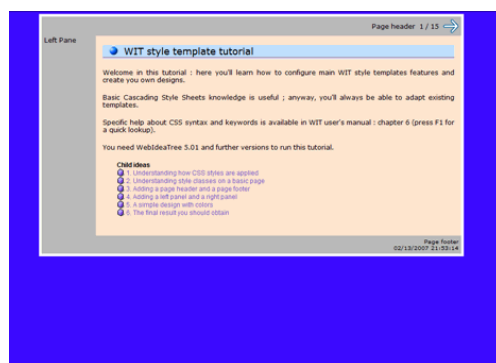 Page header 1 / 15
Left Pane
WIT style template tutorial
Welcome in this tutorial : here you'll learn how to configure main WIT style templates features and
create you own designs.
Basic Cascading Style Sheets knowledge is useful ; anyway, you'll always be able to adapt existing
templates.
Specific help about CSS syntax and keywords is available in WIT user's manual : chapter 6 (press F1 for
a quick lookup).
You need WebIdeaTree 5.01 and further versions to run this tutorial.
Child ideas
1. Understanding how CSS styles are applied
2. Understanding style classes on a basic page
3. Adding a page header and a page footer
4. Adding a left panel and a right panel
5. A simple design with colors
6. The final result you should obtain
Page footer
02/13/2007 21:53:14